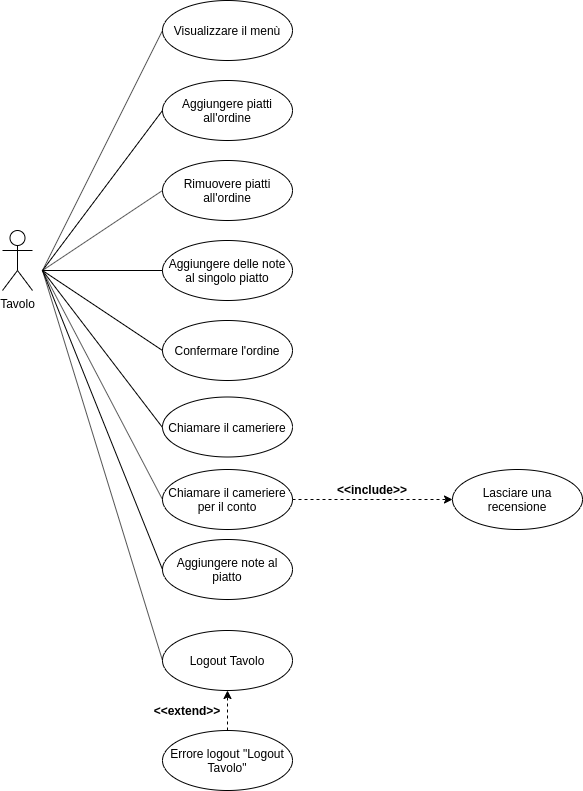 Visualizzare il menù
Aggiungere piatti
all'ordine
Rimuovere piatti
all'ordine
Aggiungere delle note
al singolo piatto
Tavolo
Confermare l'ordine
Chiamare il cameriere
Chiamare il cameriere
per il conto
<<include>>
Lasciare una
recensione
Aggiungere note al
piatto
Logout Tavolo
<<extend>>
Errore logout "Logout
Tavolo"